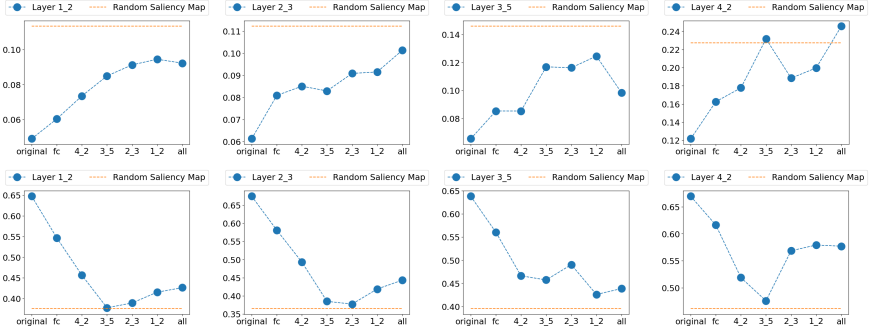 Layer 1_2 Random Saliency Map
0.10
0.08
0.06
original fc 4_2 3_5 2_3 1_2 all
Layer 2_3 Random Saliency Map
0.11
0.10
0.09
0.08
0.07
0.06
original fc 4_2 3_5 2_3 1_2 all
Layer 3_5 Random Saliency Map
0.14
0.12
0.10
0.08
original fc 4_2 3_5 2_3 1_2 all
Layer 4_2 Random Saliency Map
0.24
0.22
0.20
0.18
0.16
0.14
0.12
original fc 4_2 3_5 2_3 1_2 all
Layer 1_2 Random Saliency Map
0.65
0.60
0.55
0.50
0.45
0.40
original fc 4_2 3_5 2_3 1_2 all
Layer 2_3 Random Saliency Map
0.65
0.60
0.55
0.50
0.45
0.40
0.35
original fc 4_2 3_5 2_3 1_2 all
Layer 3_5 Random Saliency Map
0.65
0.60
0.55
0.50
0.45
0.40
original fc 4_2 3_5 2_3 1_2 all
Layer 4_2 Random Saliency Map
0.65
0.60
0.55
0.50
original fc 4_2 3_5 2_3 1_2 all